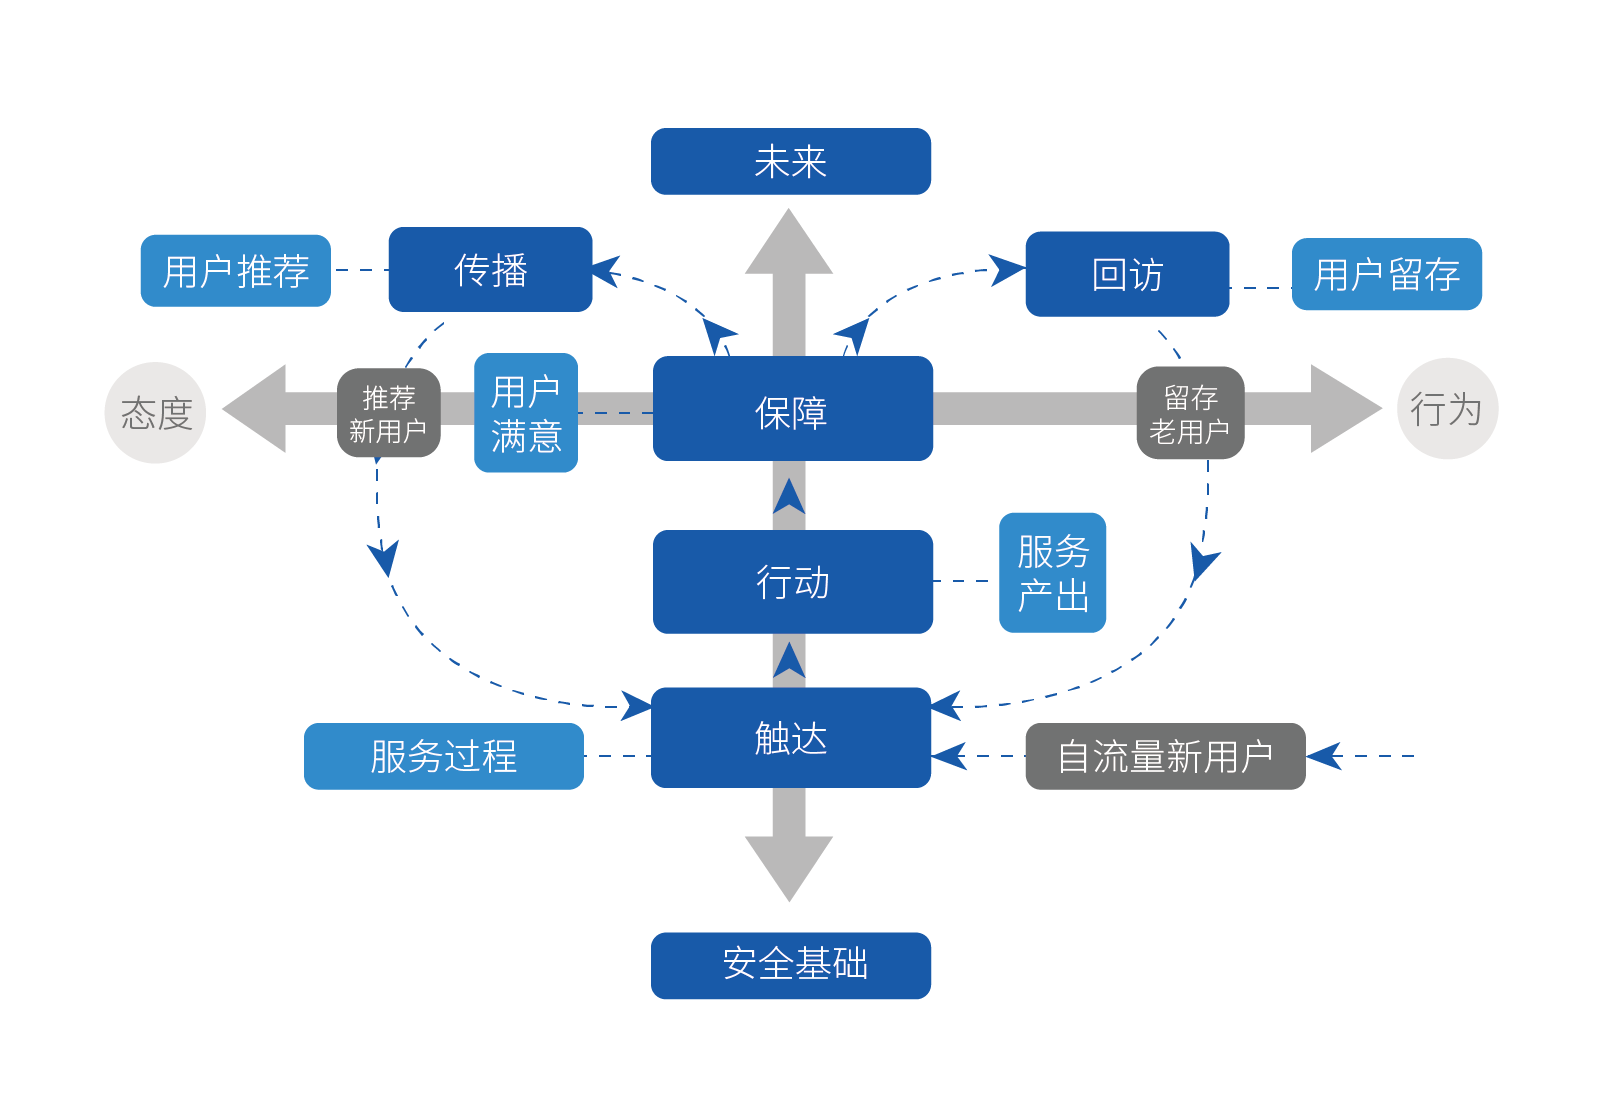 未来
用户推荐
传播
回访
用户留存
态度
推荐
新用户
用户
满意
保障
留存
老用户
行为
行动
服务
产出
服务过程
触达
自流量新用户
安全基础